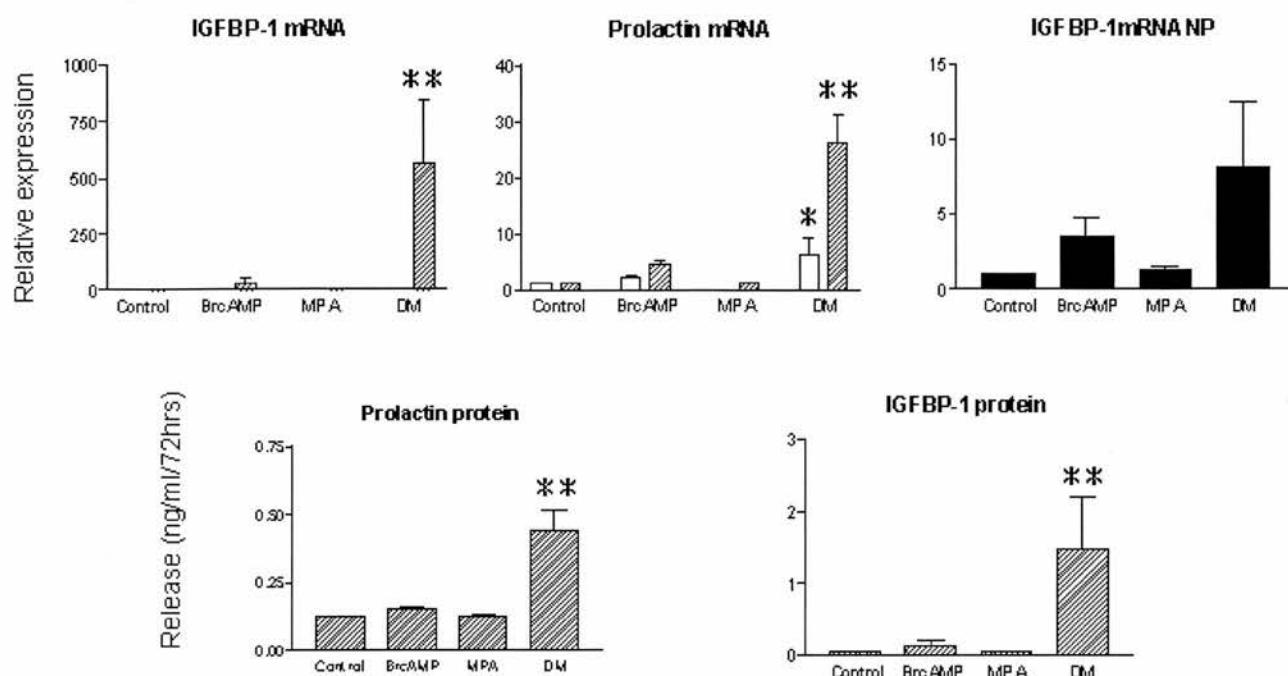 IGFBP-1 mRNA
Prolactin mRNA
IGFBP-1mRNA NP
Relative expression
1000
750
500
250
0
**
Control BrcAMP MPA DM
40
30
20
10
0
*
**
Control BrcAMP MPA DM
15
10
5
0
Control BrcAMP MPA DM
Prolactin protein
IGFBP-1 protein
Release (ng/ml/72hrs)
0.75
0.50
0.25
0.00
**
Control BrcAMP MPA DM
3
2
1
0
**
Control BrcAMP MPA DM